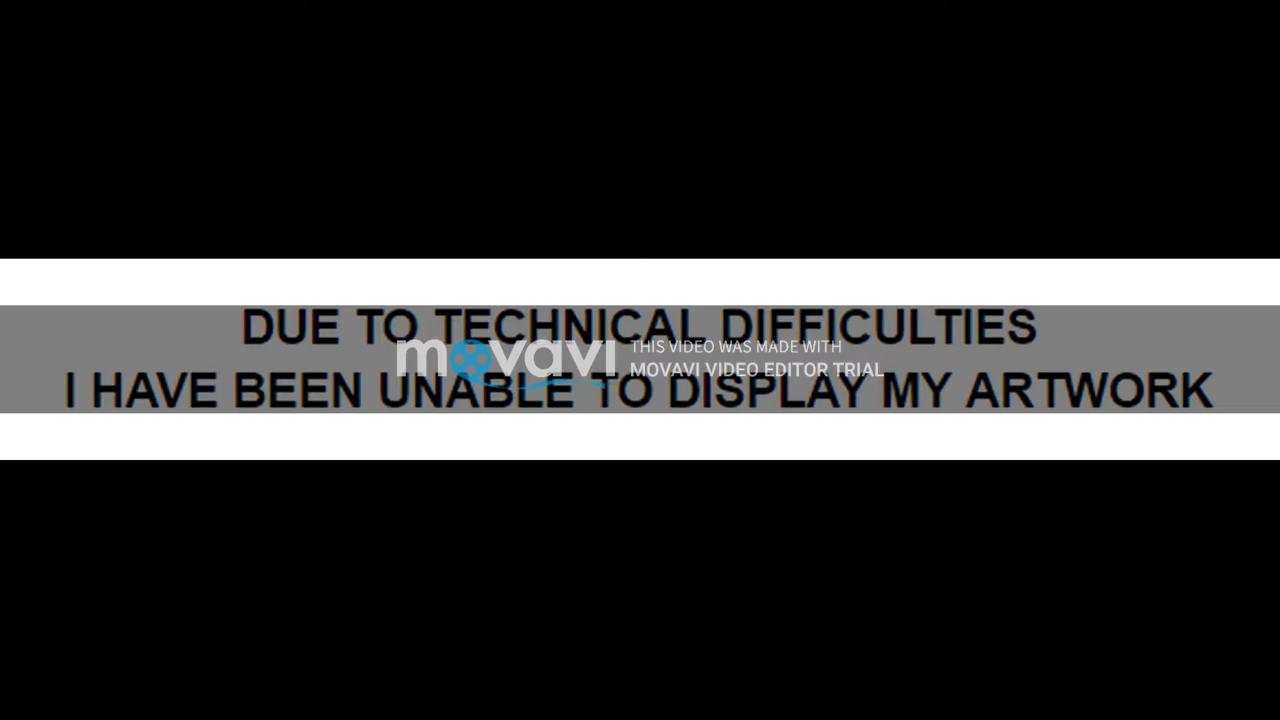 DUE TO TECHNICAL DIFFICULTIES
movavi
THIS VIDEO WAS MADE WITH
MOVAVI VIDEO EDITOR TRIAL
I HAVE BEEN UNABLE TO DISPLAY MY ARTWORK